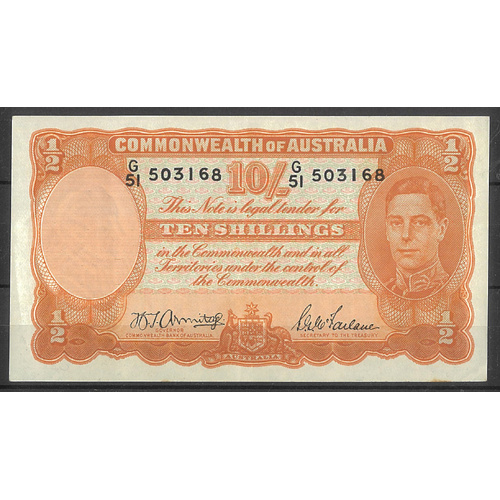 COMMONWEALTH OF AUSTRALIA
1/2 1/2
G/51 503168 G/51 503168
10/-
This Note is legal tender for
TEN SHILLINGS
in the Commonwealth and in all
Territories under the control of
the Commonwealth.
1/2 1/2
H.T. Armitage S.G. McFarlane
GOVERNOR SECRETARY TO THE TREASURY
COMMONWEALTH BANK OF AUSTRALIA
AUSTRALIA